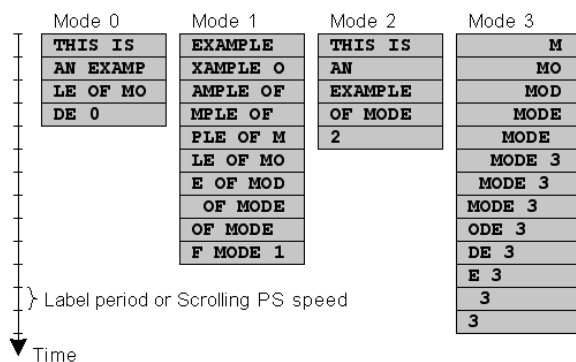 Mode 0
THIS IS
AN EXAMP
LE OF MO
DE 0
Mode 1
EXAMPLE
XAMPLE O
AMPLE OF
MPLE OF
PLE OF M
LE OF MO
E OF MOD
OF MODE
OF MODE
F MODE 1
Mode 2
THIS IS
AN
EXAMPLE
OF MODE
2
Mode 3
M
MO
MOD
MODE
MODE
MODE 3
MODE 3
MODE 3
ODE 3
DE 3
E 3
3
3
} Label period or Scrolling PS speed
Time